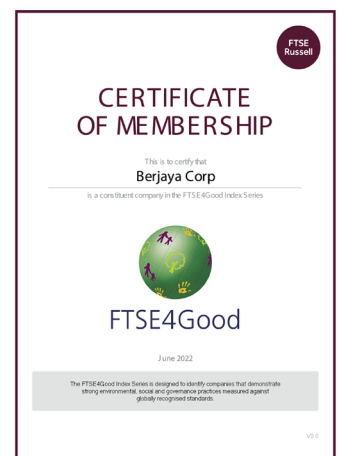 FTSE
Russell
CERTIFICATE
OF MEMBERSHIP
This is to certify that
Berjaya Corp
is a constituent company in the FTSE4Good Index Series
FTSE4Good
June 2022
The FTSE4Good Index Series is designed to identify companies that demonstrate
strong environmental, social and governance practices measured against
globally recognised standards.